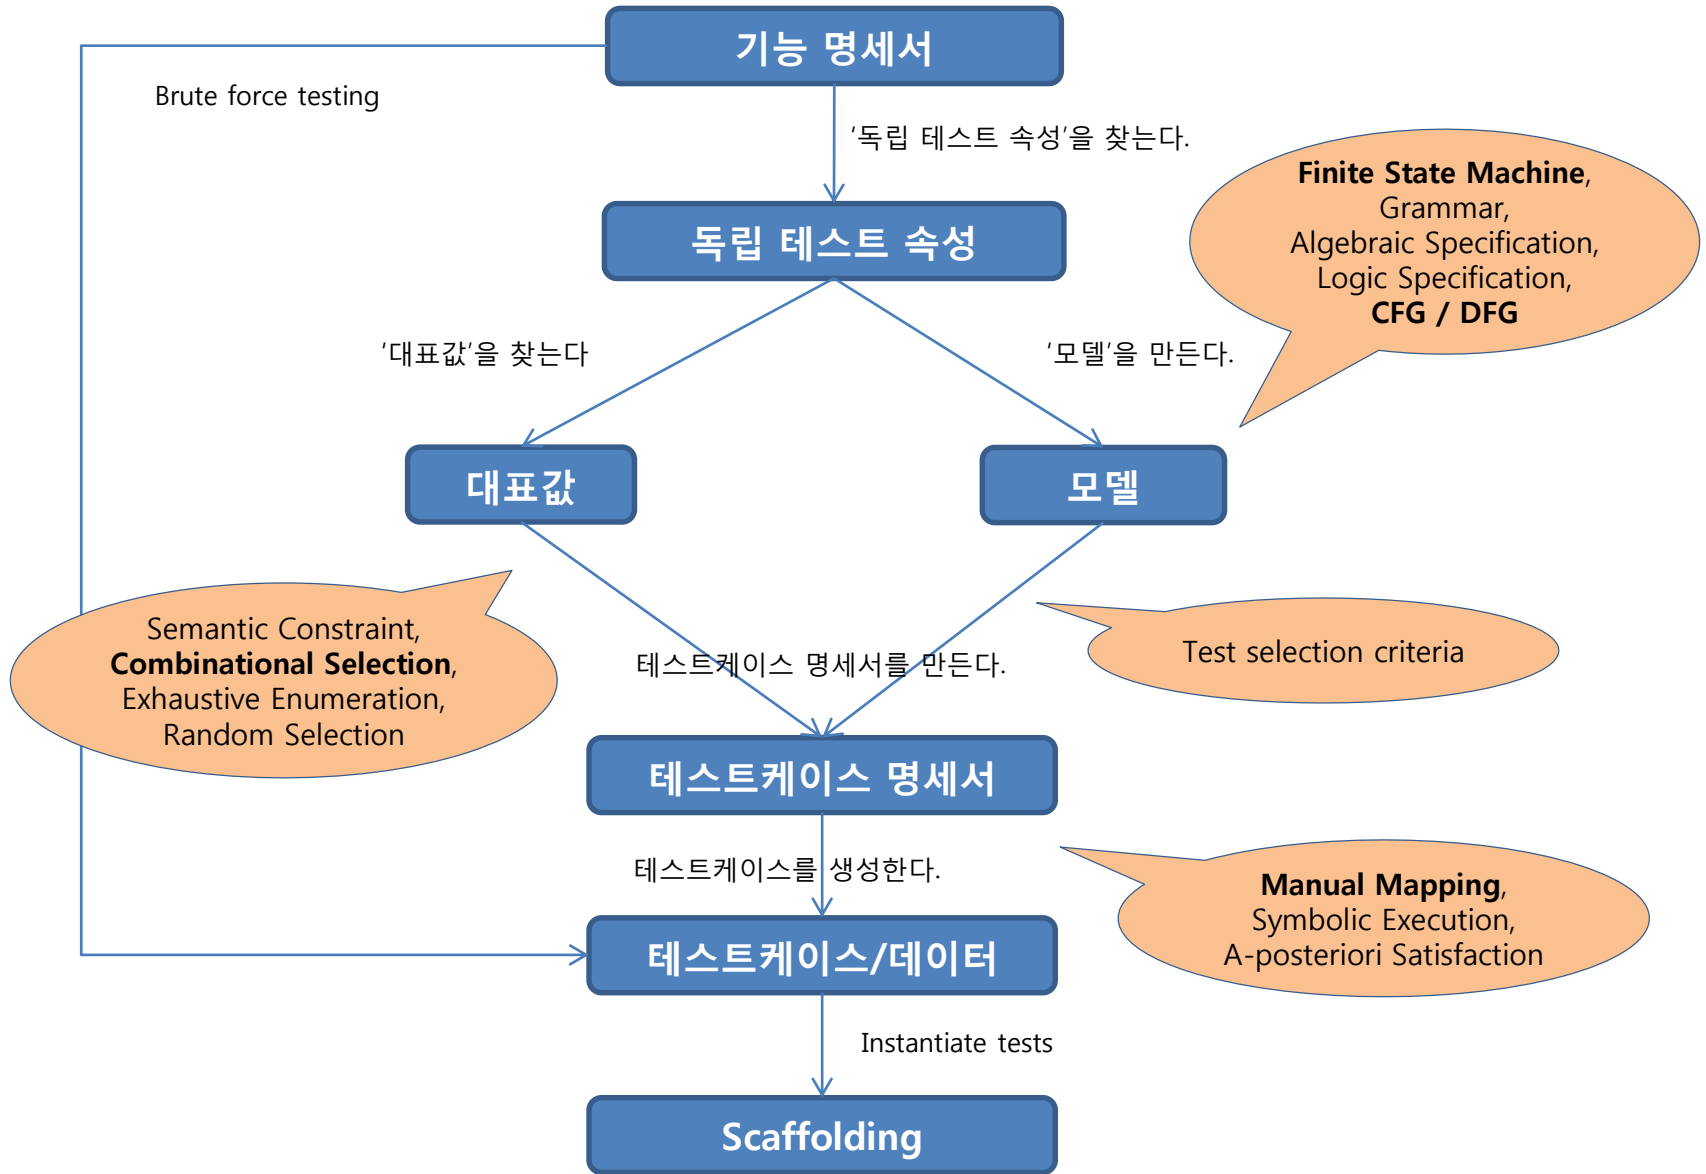 기능 명세서
Brute force testing
'독립 테스트 속성'을 찾는다.
Finite State Machine,
Grammar,
Algebraic Specification,
Logic Specification,
CFG / DFG
독립 테스트 속성
'대표값'을 찾는다
'모델'을 만든다.
대표값
모델
Semantic Constraint,
Combinational Selection,
Exhaustive Enumeration,
Random Selection
테스트케이스 명세서를 만든다.
Test selection criteria
테스트케이스 명세서
테스트케이스를 생성한다.
Manual Mapping,
Symbolic Execution,
A-posteriori Satisfaction
테스트케이스/데이터
Instantiate tests
Scaffolding